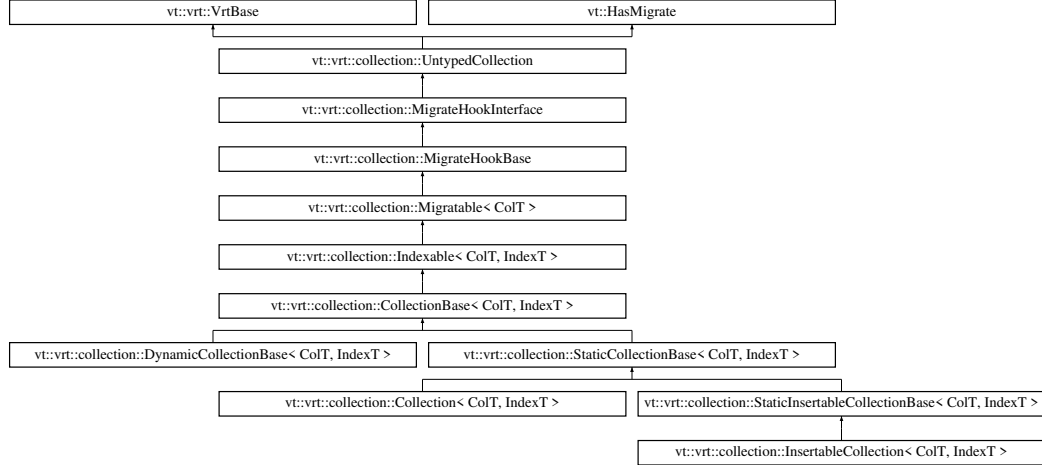 vt::vrt::VrtBase
vt::HasMigrate
vt::vrt::collection::UntypedCollection
vt::vrt::collection::MigrateHookInterface
vt::vrt::collection::MigrateHookBase
vt::vrt::collection::Migratable< ColT >
vt::vrt::collection::Indexable< ColT, IndexT >
vt::vrt::collection::CollectionBase< ColT, IndexT >
vt::vrt::collection::DynamicCollectionBase< ColT, IndexT >
vt::vrt::collection::StaticCollectionBase< ColT, IndexT >
vt::vrt::collection::Collection< ColT, IndexT >
vt::vrt::collection::StaticInsertableCollectionBase< ColT, IndexT >
vt::vrt::collection::InsertableCollection< ColT, IndexT >